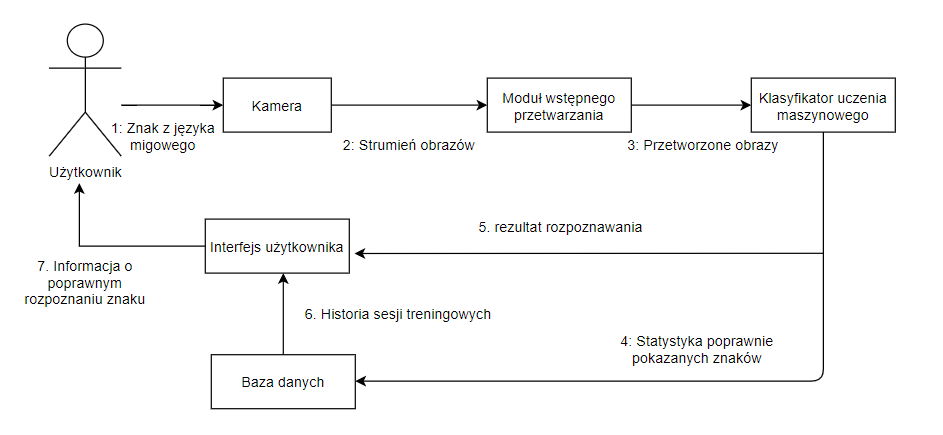 Kamera
Moduł wstępnego
przetwarzania
Klasyfikator uczenia
maszynowego
1: Znak z języka
migowego
2: Strumień obrazów
3: Przetworzone obrazy
Użytkownik
5. rezultat rozpoznawania
Interfejs użytkownika
7. Informacja o
poprawnym
rozpoznaniu znaku
6. Historia sesji treningowych
4: Statystyka poprawnie
pokazanych znaków
Baza danych